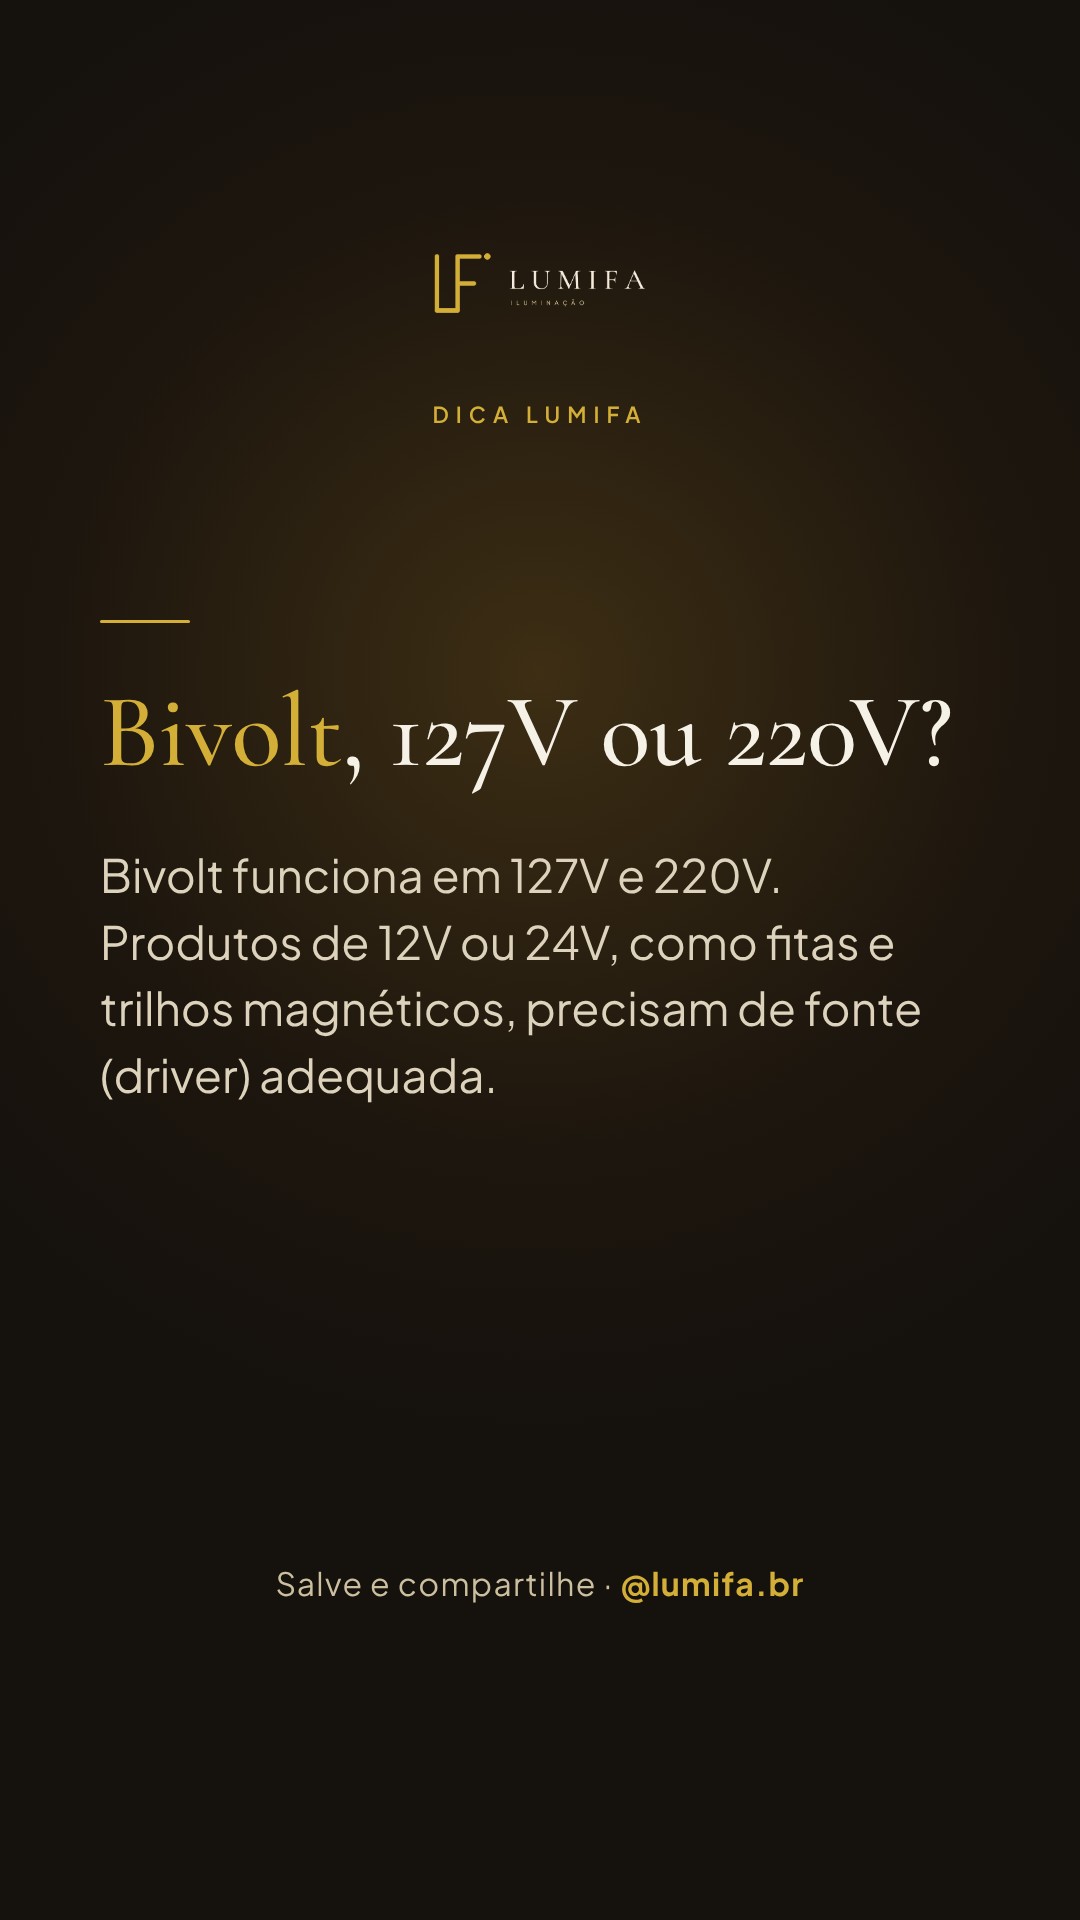 LF
LUMIFA
ILUMINAÇÃO
DICA LUMIFA
Bivolt, 127V ou 220V?
Bivolt funciona em 127V e 220V.
Produtos de 12V ou 24V, como fitas e
trilhos magnéticos, precisam de fonte
(driver) adequada.
Salve e compartilhe · @lumifa.br